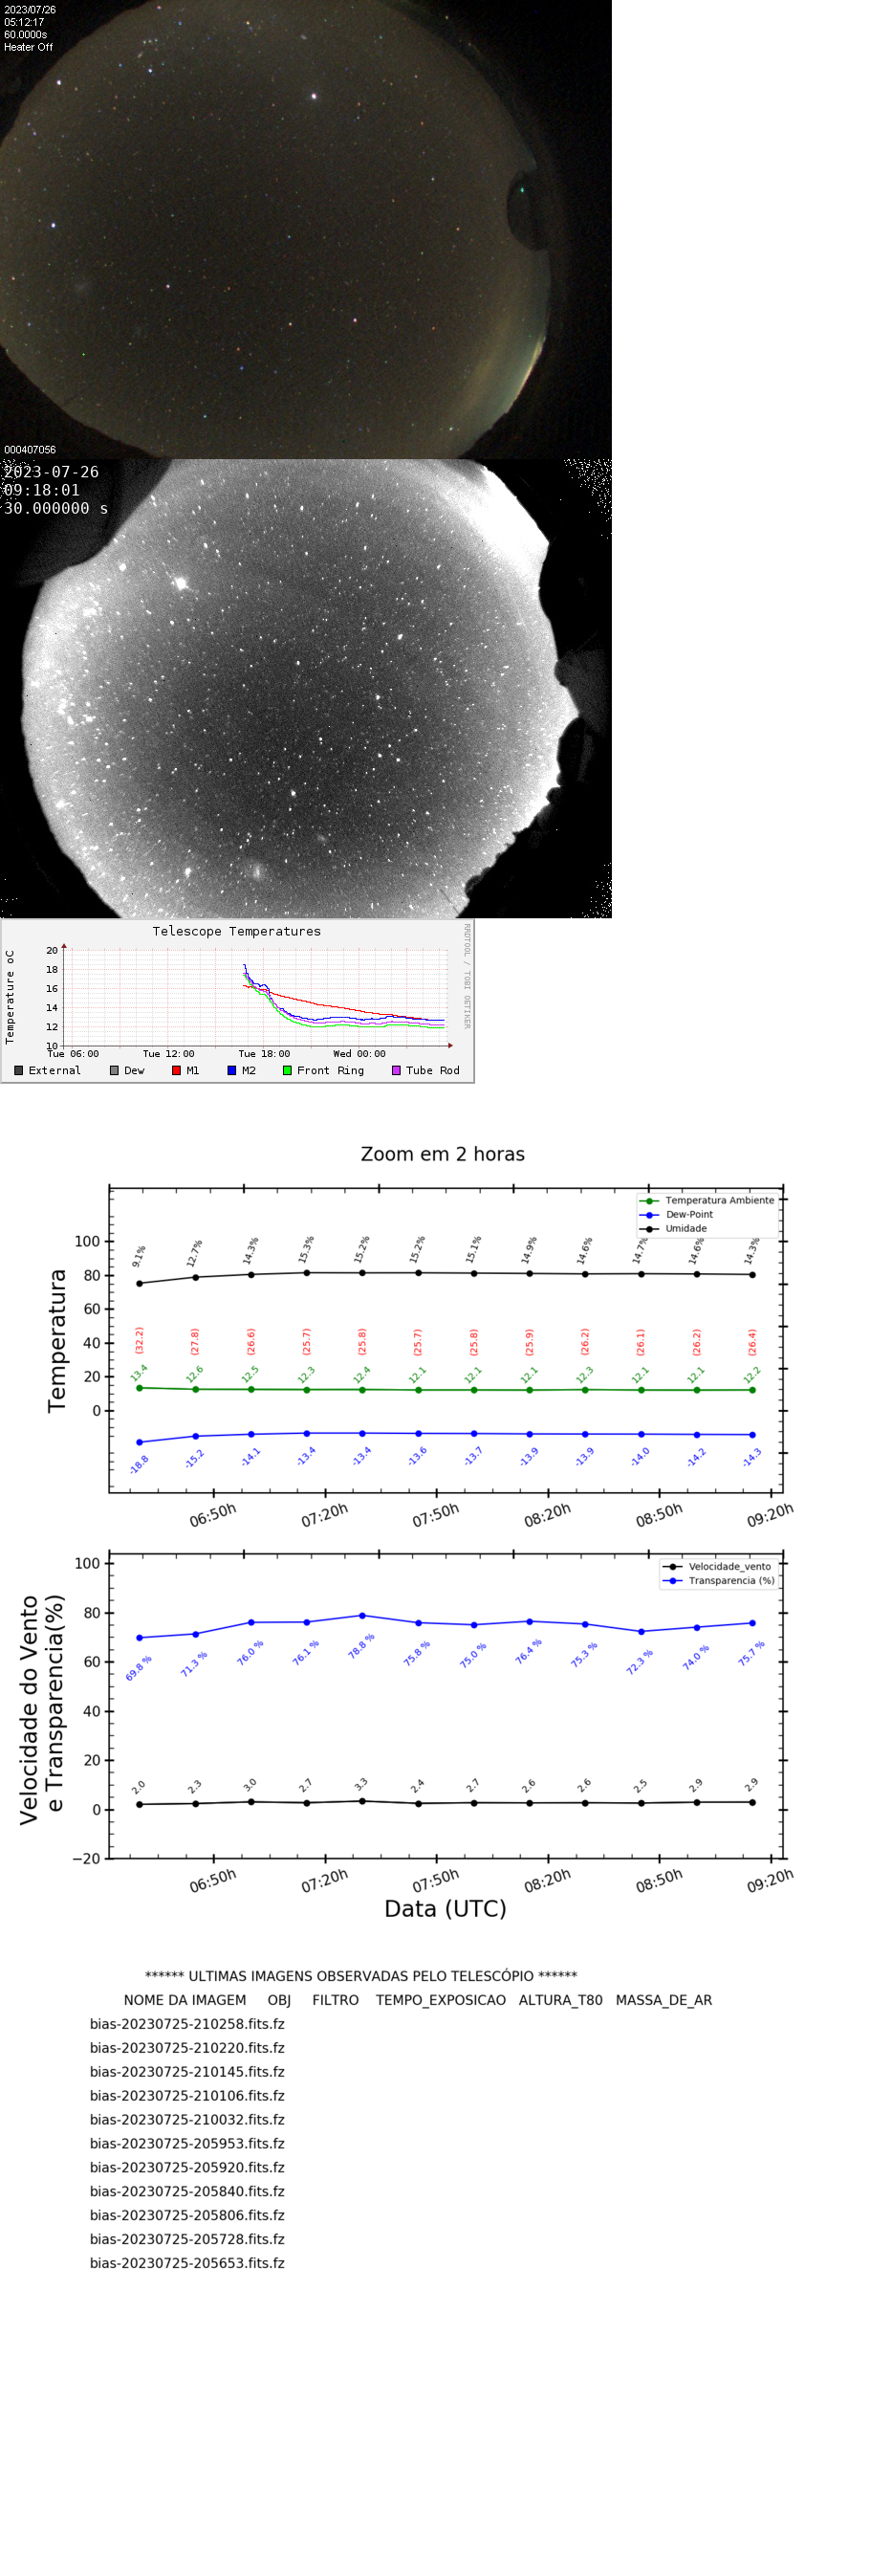 2023/07/26
05:12:17
60.0000s
Heater Off
000407056
2023-07-26
09:18:01
30.000000 s
Telescope Temperatures
RRDTOOL / TOBI OETIKER
Temperature oC
20
18
16
14
12
10
Tue 06:00 Tue 12:00 Tue 18:00 Wed 00:00
External Dew M1 M2 Front Ring Tube Rod
Zoom em 2 horas
Temperatura Ambiente
Dew-Point
Umidade
Temperatura
100
80
60
40
20
0
9.1% 12.7% 14.3% 15.3% 15.2% 15.2% 15.1% 14.9% 14.6% 14.7% 14.6% 14.3%
(32.2) (27.8) (26.6) (25.7) (25.8) (25.7) (25.8) (25.9) (26.2) (26.1) (26.2) (26.4)
13.4 12.6 12.5 12.3 12.4 12.1 12.1 12.1 12.3 12.1 12.1 12.2
-18.8 -15.2 -14.1 -13.4 -13.4 -13.6 -13.7 -13.9 -13.9 -14.0 -14.2 -14.3
06:50h 07:20h 07:50h 08:20h 08:50h 09:20h
Velocidade_vento
Transparencia (%)
Velocidade do Vento
e Transparencia(%)
100
80
60
40
20
0
−20
69.8 % 71.3 % 76.0 % 76.1 % 78.8 % 75.8 % 75.0 % 76.4 % 75.3 % 72.3 % 74.0 % 75.7 %
2.0 2.3 3.0 2.7 3.3 2.4 2.7 2.6 2.6 2.5 2.9 2.9
06:50h 07:20h 07:50h 08:20h 08:50h 09:20h
Data (UTC)
****** ULTIMAS IMAGENS OBSERVADAS PELO TELESCÓPIO ******
NOME DA IMAGEM OBJ FILTRO TEMPO_EXPOSICAO ALTURA_T80 MASSA_DE_AR
bias-20230725-210258.fits.fz
bias-20230725-210220.fits.fz
bias-20230725-210145.fits.fz
bias-20230725-210106.fits.fz
bias-20230725-210032.fits.fz
bias-20230725-205953.fits.fz
bias-20230725-205920.fits.fz
bias-20230725-205840.fits.fz
bias-20230725-205806.fits.fz
bias-20230725-205728.fits.fz
bias-20230725-205653.fits.fz